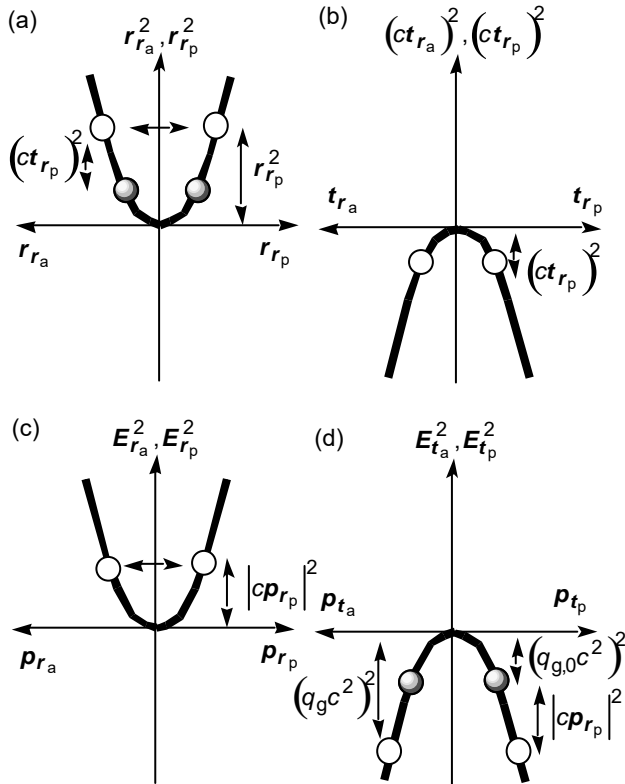 (a)
r_{r_a}^2, r_{r_p}^2
(ct_{r_p})^2
r_{r_p}^2
r_{r_a}
r_{r_p}
(b)
(ct_{r_a})^2, (ct_{r_p})^2
t_{r_a}
t_{r_p}
(ct_{r_p})^2
(c)
E_{r_a}^2, E_{r_p}^2
|cp_{r_p}|^2
p_{r_a}
p_{r_p}
(d)
E_{t_a}^2, E_{t_p}^2
p_{t_a}
p_{t_p}
(q_{g,0}c^2)^2
(q_g c^2)^2
|cp_{r_p}|^2